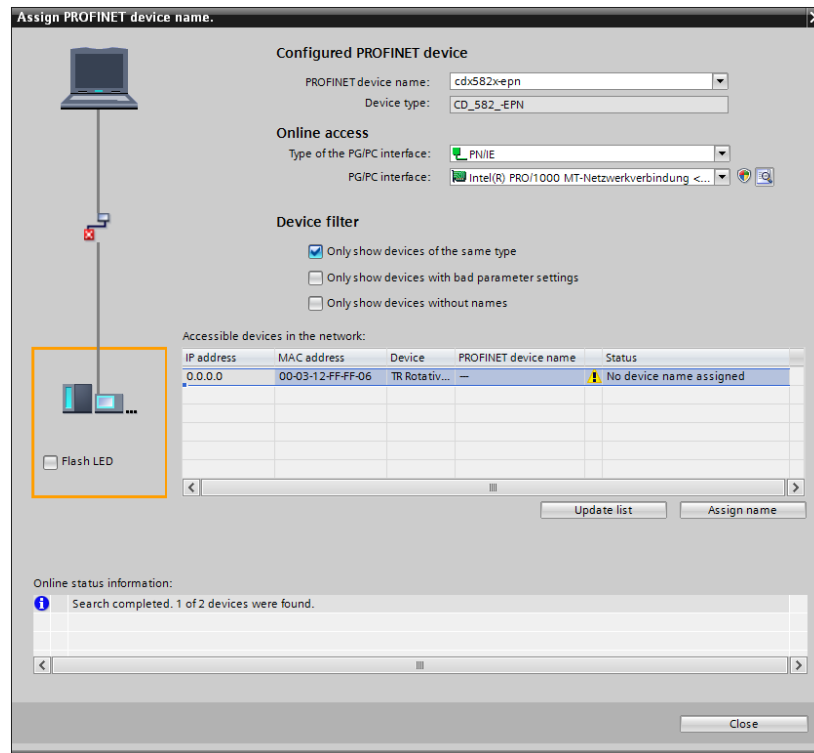 Assign PROFINET device name.
Configured PROFINET device
PROFINET device name: cdx582x-epn
Device type: CD_582_-EPN
Online access
Type of the PG/PC interface: PN/IE
PG/PC interface: Intel(R) PRO/1000 MT-Netzwerkverbindung <...
Device filter
Only show devices of the same type
Only show devices with bad parameter settings
Only show devices without names
Accessible devices in the network:
IP address MAC address Device PROFINET device name Status
0.0.0.0 00-03-12-FF-FF-06 TR Rotativ... — No device name assigned
Flash LED
Update list Assign name
Online status information:
Search completed. 1 of 2 devices were found.
Close